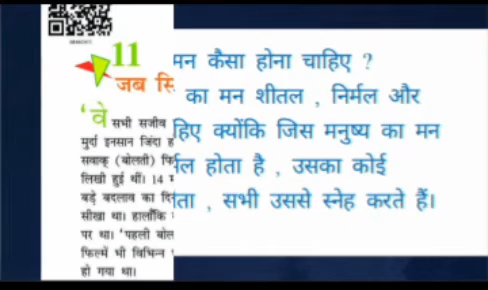 11
जब सि
'वे सभी सजीव
मुर्दा इनसान जिंदा ह
सवाक् (बोलती) फि
लिखी हुई थीं। 14 म
बड़े बदलाव का दि
सीखा था। हालाँकि
पर था। 'पहली बोल
फिल्में भी विभिन्न
हो गया था।
मन कैसा होना चाहिए ?
का मन शीतल , निर्मल और
हिए क्योंकि जिस मनुष्य का मन
र्मल होता है , उसका कोई
ता , सभी उससे स्नेह करते हैं।